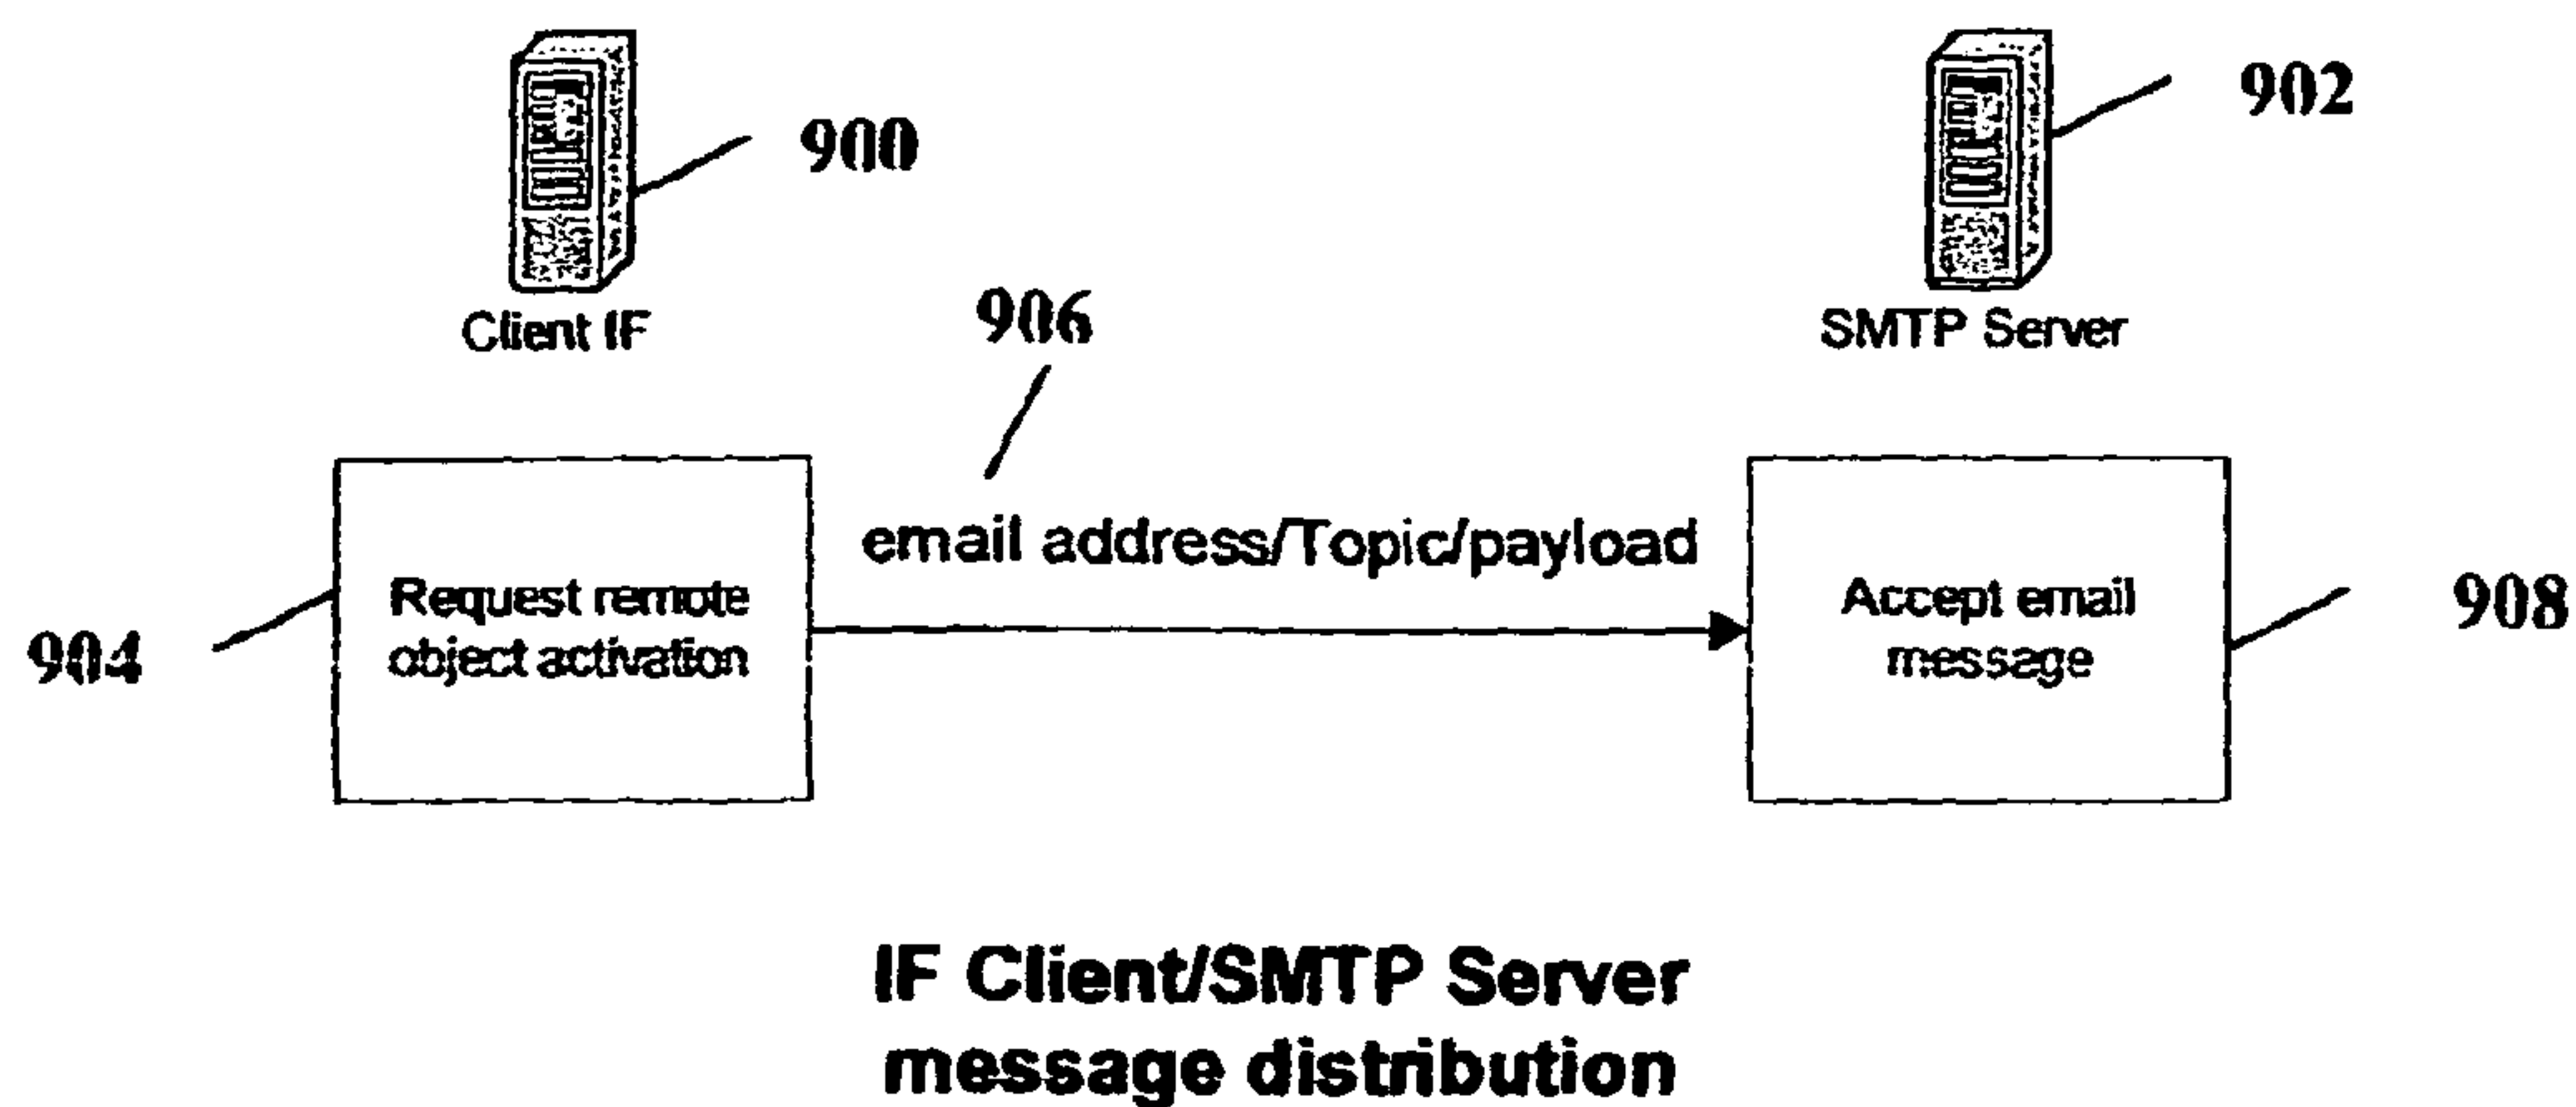 902
900
906
Client IF
SMTP Server
email address/Topic/payload
Request remote
object activation
Accept email
message
904
908
IF Client/SMTP Server
message distribution